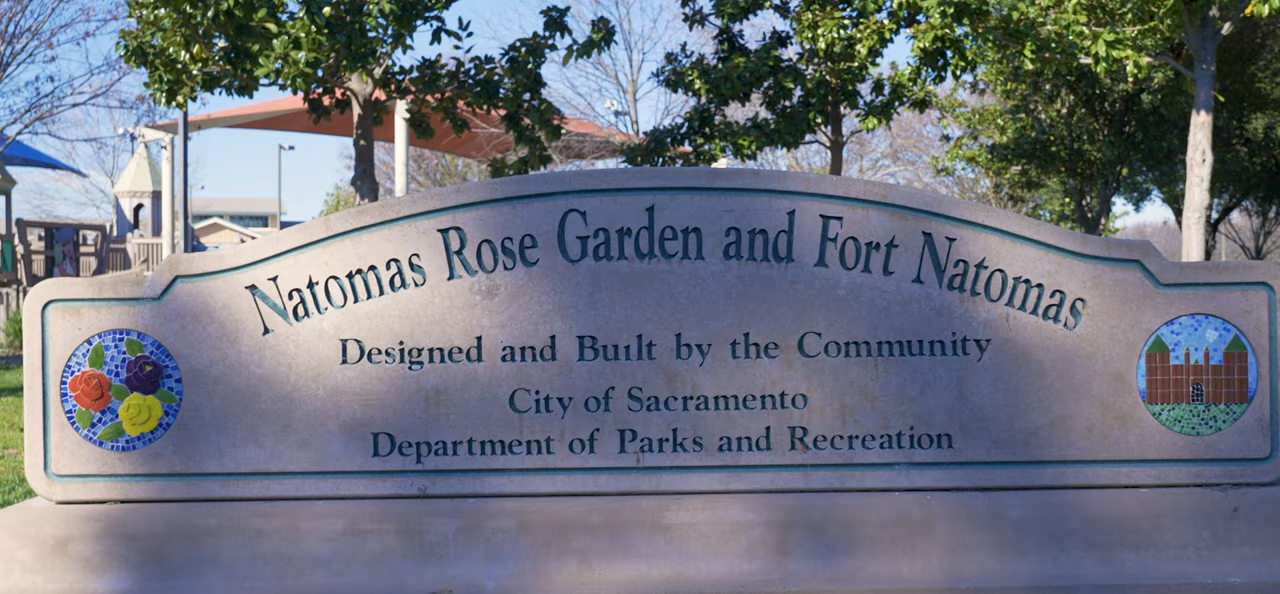 Natomas Rose Garden and Fort Natomas
Designed and Built by the Community
City of Sacramento
Department of Parks and Recreation